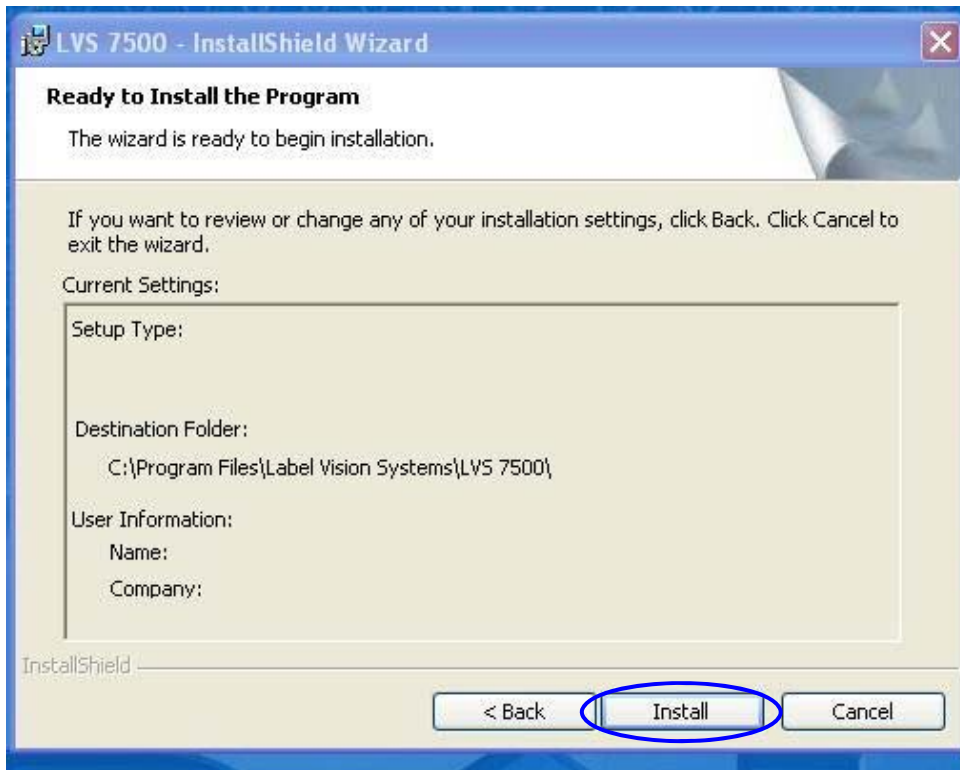 LVS 7500 - InstallShield Wizard
Ready to Install the Program
The wizard is ready to begin installation.
If you want to review or change any of your installation settings, click Back. Click Cancel to
exit the wizard.
Current Settings:
Setup Type:
Destination Folder:
C:\Program Files\Label Vision Systems\LVS 7500\
User Information:
Name:
Company:
InstallShield
< Back Install Cancel